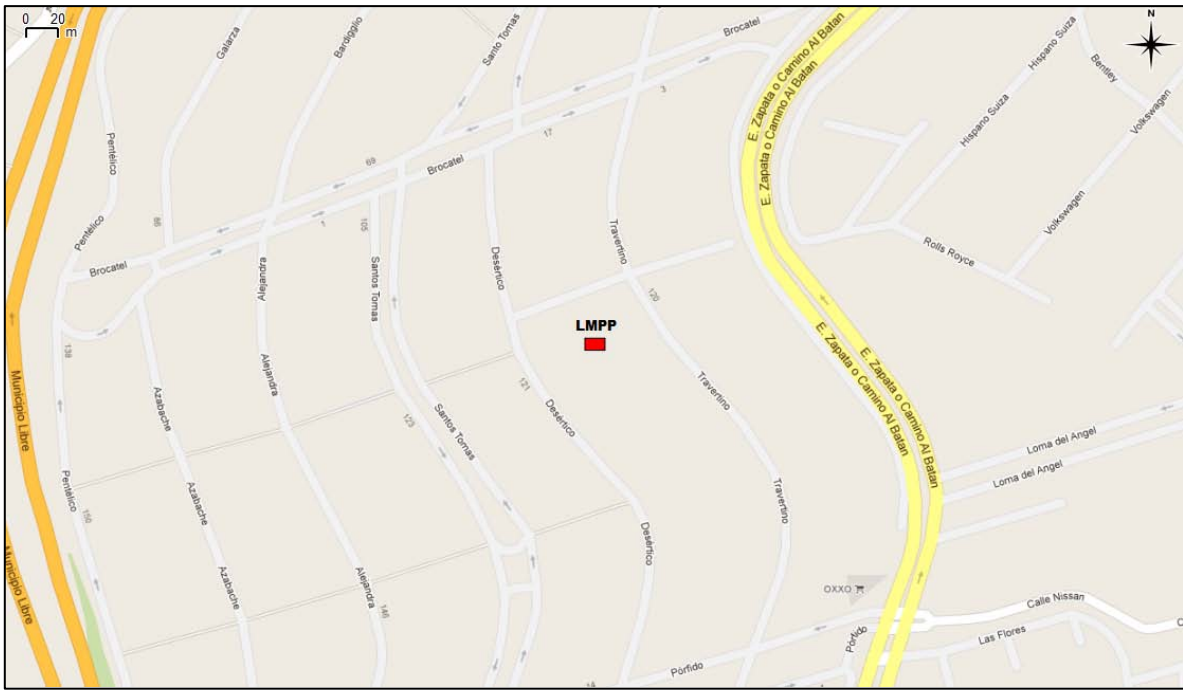 0 20
m
N
Galarza
Bardigglio
Santo Tomas
Brocatel
E. Zapata o Camino Al Batan
E. Zapata o Camino Al Batan
Hispano Suiza
Hispano Suiza
Bentley
Volkswagen
Volkswagen
Rolls Royce
Pentélico
Pentélico
86
69
17
3
1
105
Brocatel
Brocatel
Alejandra
Alejandra
Alejandra
146
Santos Tomas
Santos Tomas
123
Desértico
Desértico
Desértico
121
Travertino
Travertino
Travertino
120
LMPP
E. Zapata o Camino Al Batan
E. Zapata o Camino Al Batan
138
Azabache
Azabache
Azabache
Municipio Libre
Municipio Libre
Pentélico
150
Loma del Angel
Loma del Angel
OXXO
Calle Nissan
C
Las Flores
Pórfido
Pórfido
14